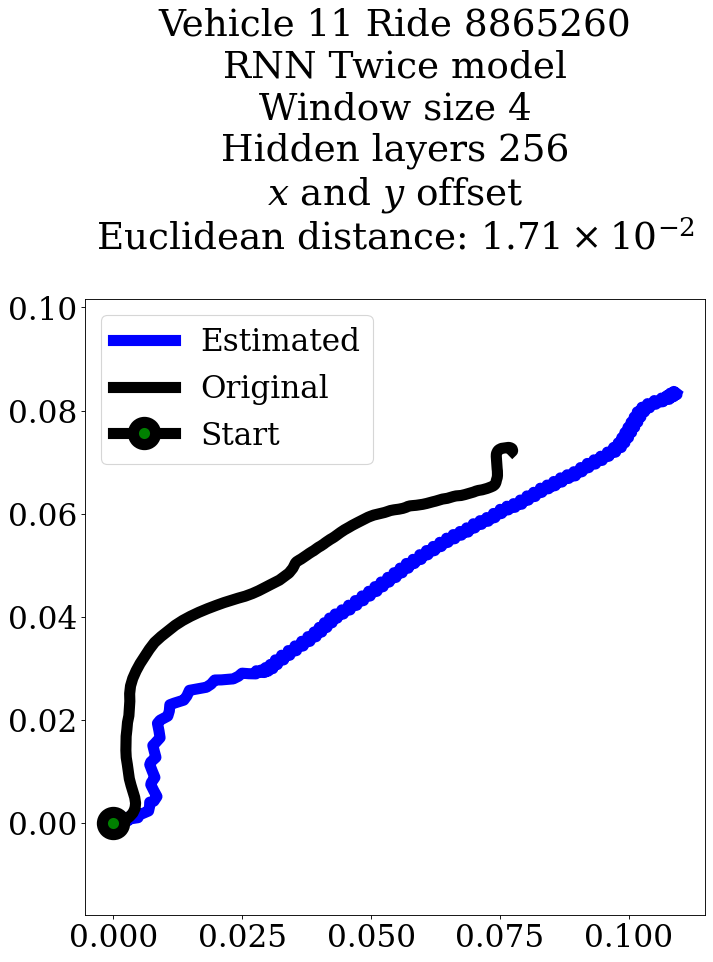 Vehicle 11 Ride 8865260
RNN Twice model
Window size 4
Hidden layers 256
x and y offset
Euclidean distance: 1.71 × 10⁻²
0.10
0.08
0.06
0.04
0.02
0.00
Estimated
Original
Start
0.000 0.025 0.050 0.075 0.100